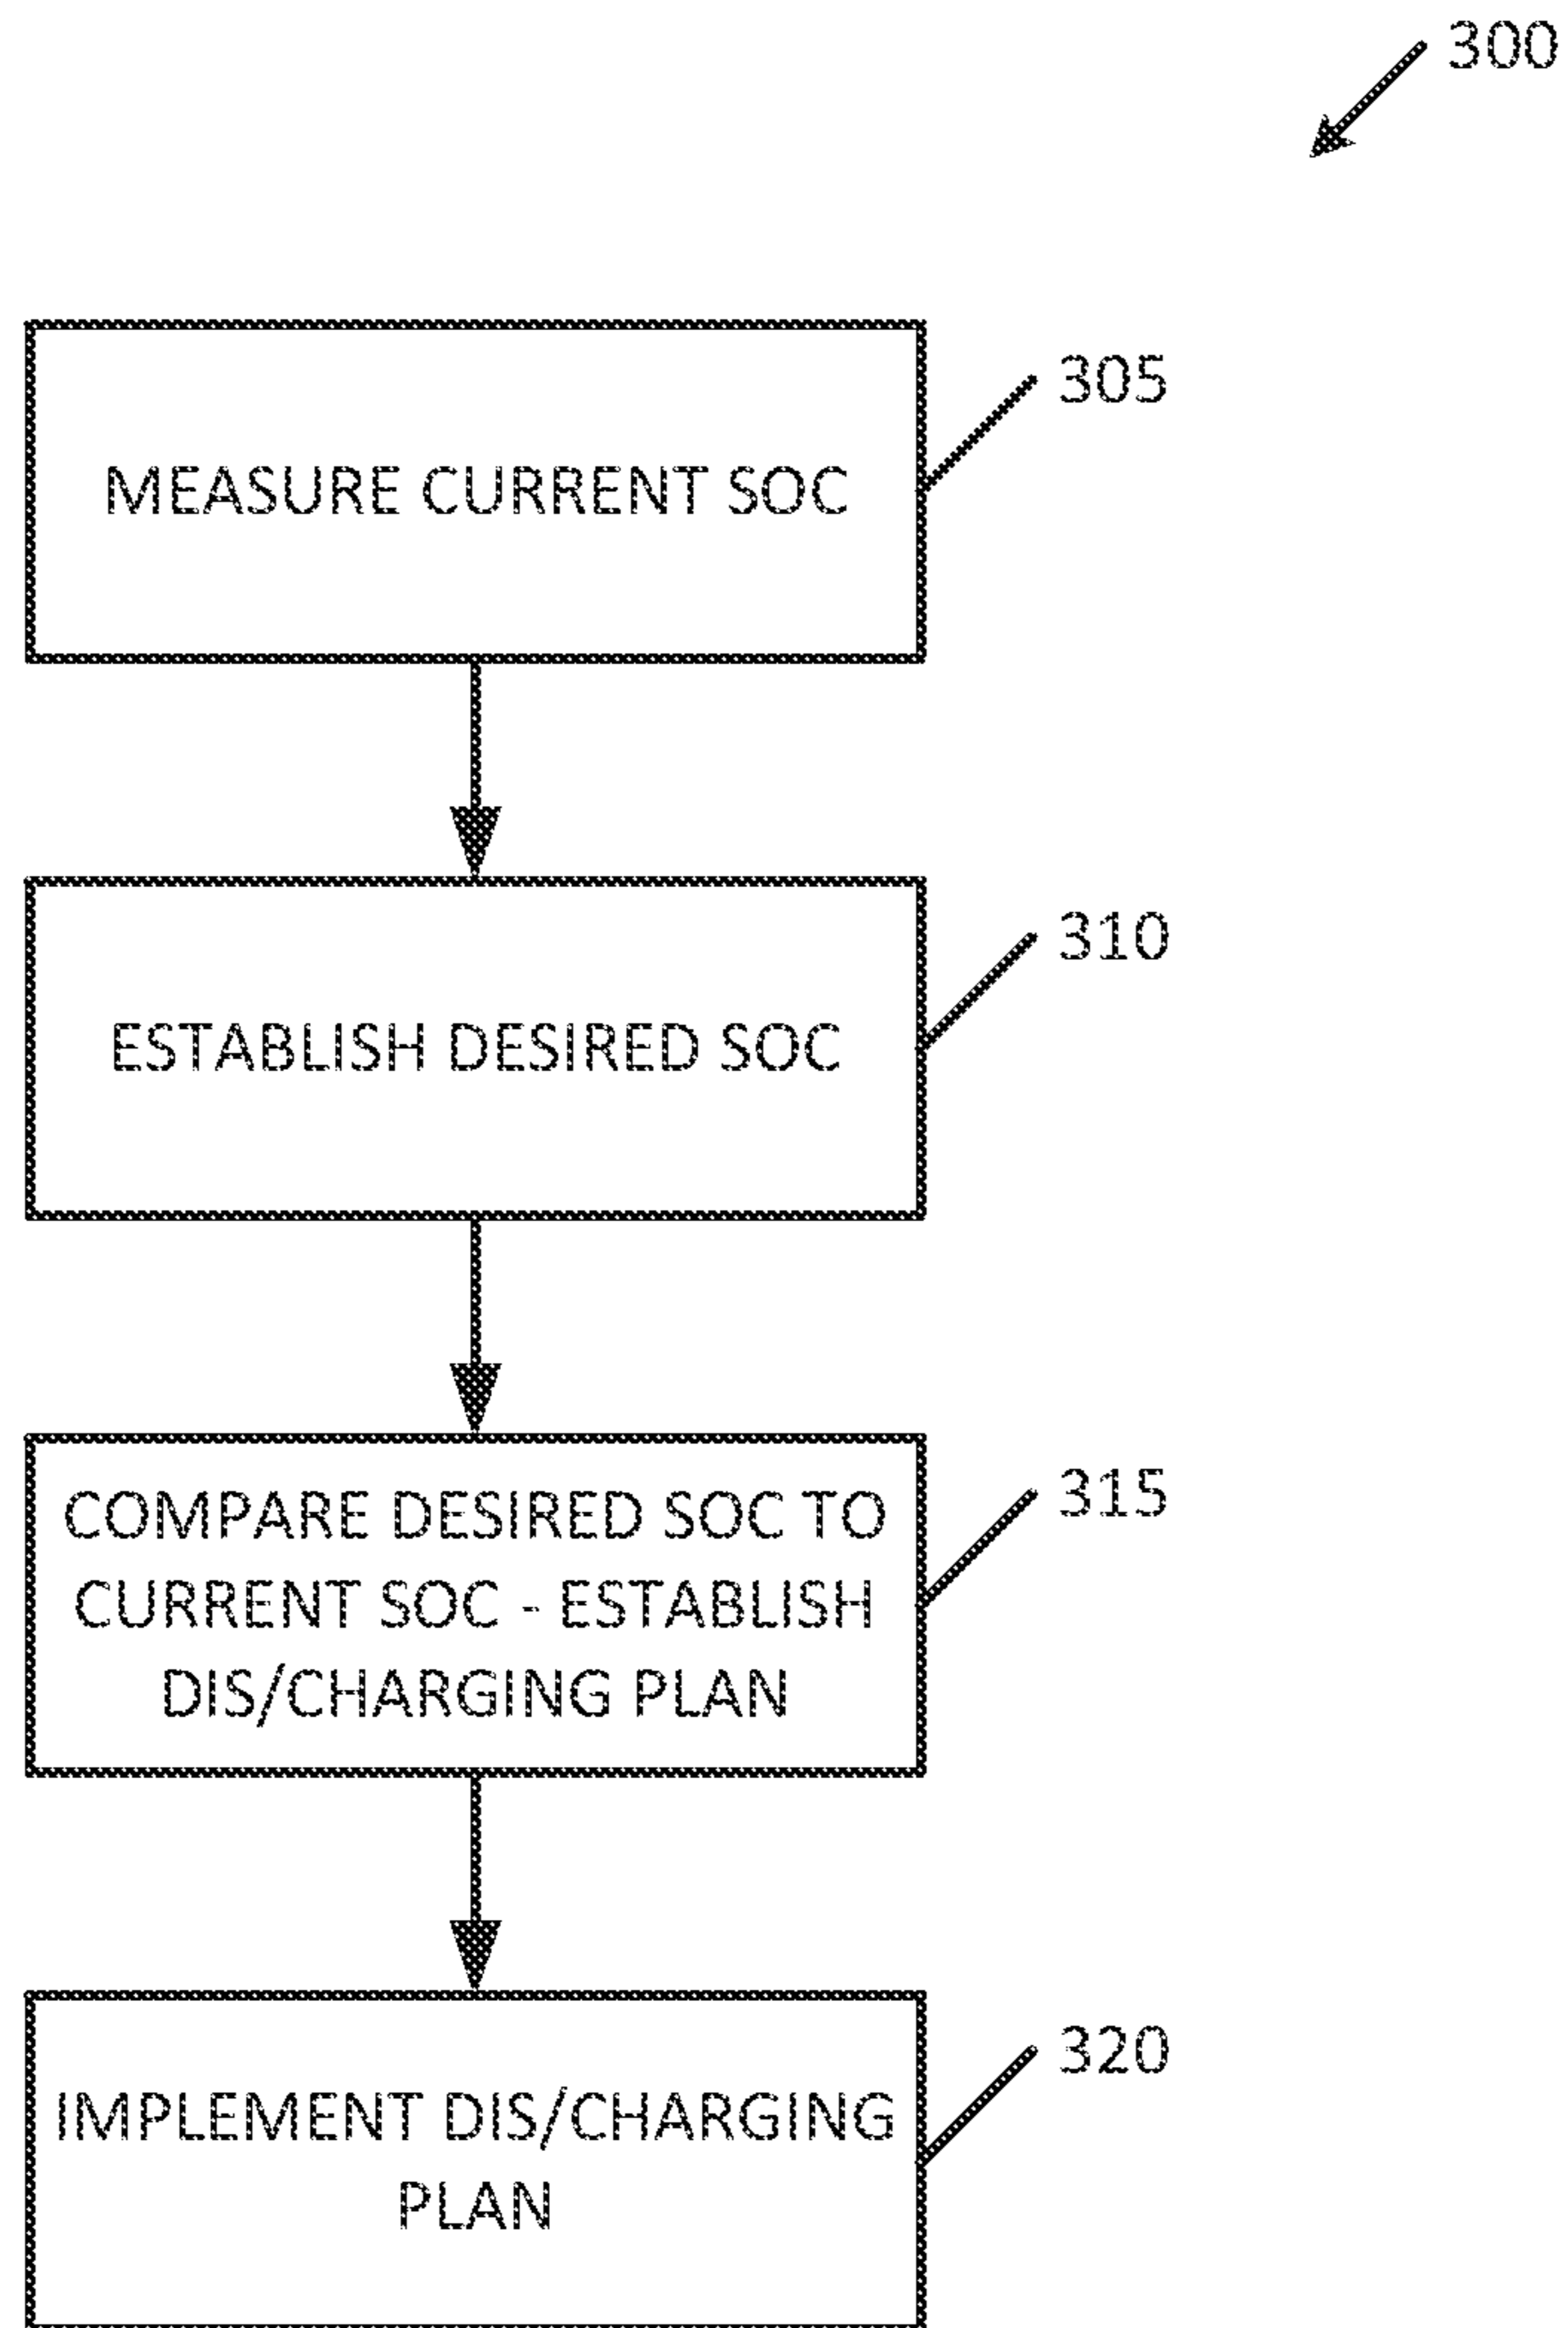 300
305
MEASURE CURRENT SOC
310
ESTABLISH DESIRED SOC
315
COMPARE DESIRED SOC TO
CURRENT SOC - ESTABLISH
DIS/CHARGING PLAN
320
IMPLEMENT DIS/CHARGING
PLAN